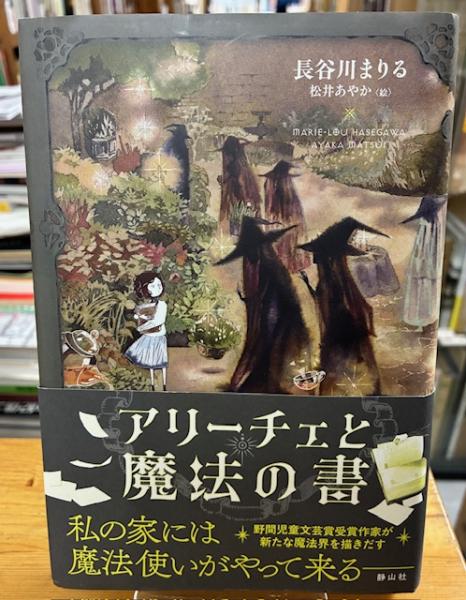 長谷川まりる
松井あやか〈絵〉
MARIE-LOU HASEGAWA
AYAKA MATSUI
アリーチェと
魔法の書
私の家には
魔法使いがやって来る――
野間児童文芸賞受賞作家が
新たな魔法界を描きだす
静山社